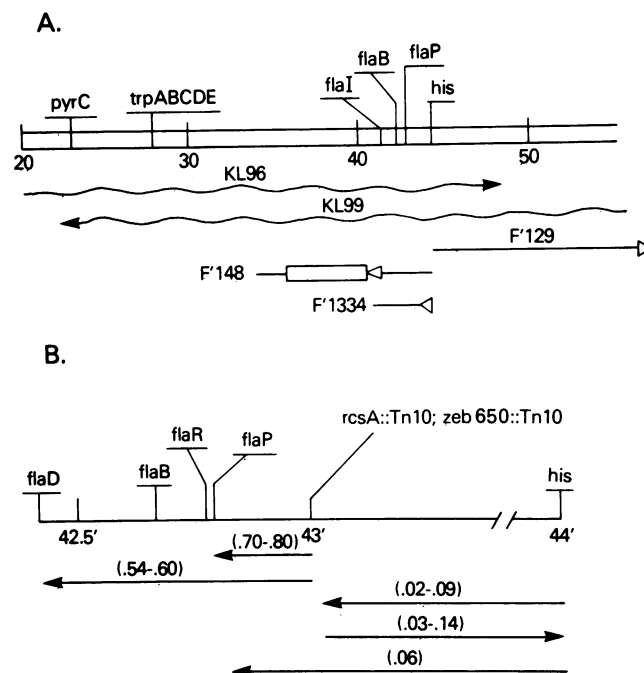 A.
flaP
flaB
flaI
his
pyrC
trpABCDE
20
30
40
50
KL96
KL99
F'129
F'148
F'1334
B.
rcsA::Tn10; zeb 650::Tn10
flaR
flaP
flaD
flaB
his
42.5'
43'
44'
(.70-.80)
(.54-.60)
(.02-.09)
(.03-.14)
(.06)